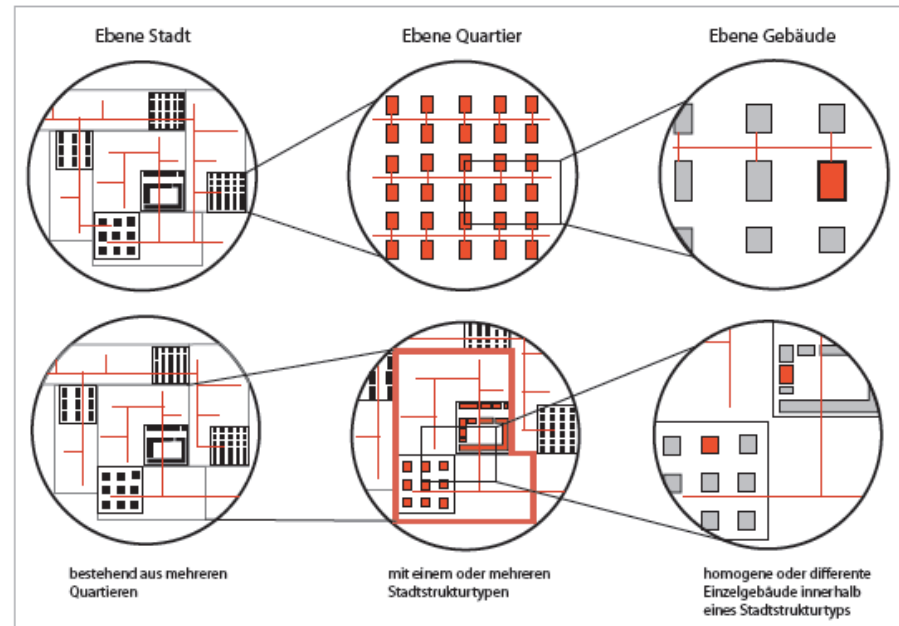 Ebene Stadt
Ebene Quartier
Ebene Gebäude
bestehend aus mehreren
Quartieren
mit einem oder mehreren
Stadtstrukturtypen
homogene oder differente
Einzelgebäude innerhalb
eines Stadtstrukturtyps